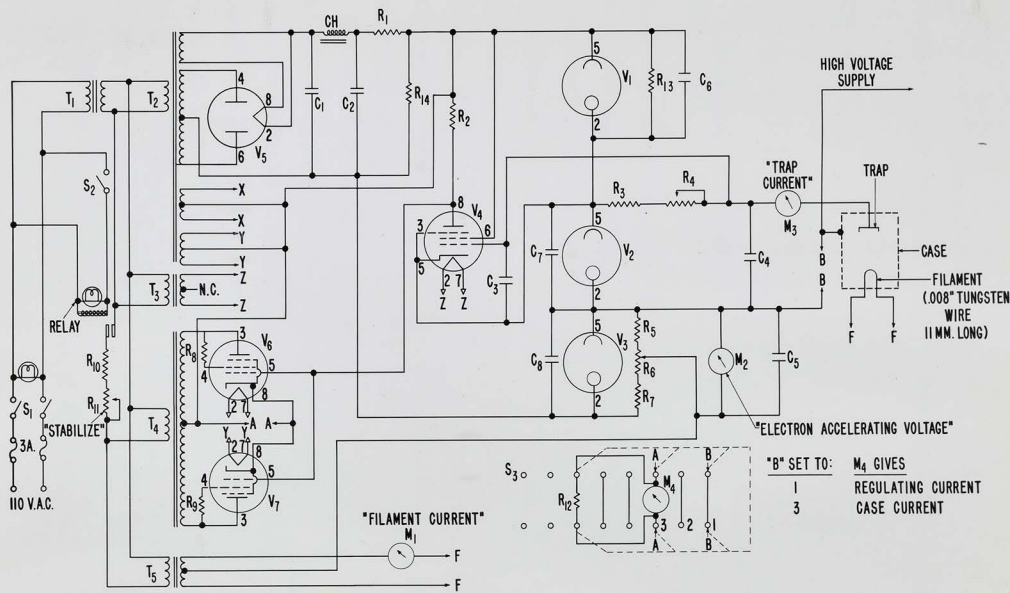 CH
R1
T1
T2
4
8
2
6
V5
C1
C2
R14
R2
5
V1
2
R13
C6
HIGH VOLTAGE
SUPPLY
S2
X
X
Y
Y
Z
Z
T3
N.C.
RELAY
3
5
8
V4
6
2 7
Z Z
C3
R3
R4
"TRAP
CURRENT"
M3
TRAP
CASE
B
B
FILAMENT
(.008" TUNGSTEN
WIRE
11 MM. LONG)
F F
C7
5
V2
2
C4
R10
R11
"STABILIZE"
S1
3A.
110 V.A.C.
T4
R8
3
V6
4
5
2 7
8
A A
Y Y
2 7
8
4
5
R9
V7
3
C8
5
V3
2
R5
R6
R7
M2
C5
"ELECTRON ACCELERATING VOLTAGE"
"B" SET TO: M4 GIVES
1 REGULATING CURRENT
3 CASE CURRENT
S3
R12
A
M4
B
3
2
1
A
B
"FILAMENT CURRENT"
M1
T5
F
F